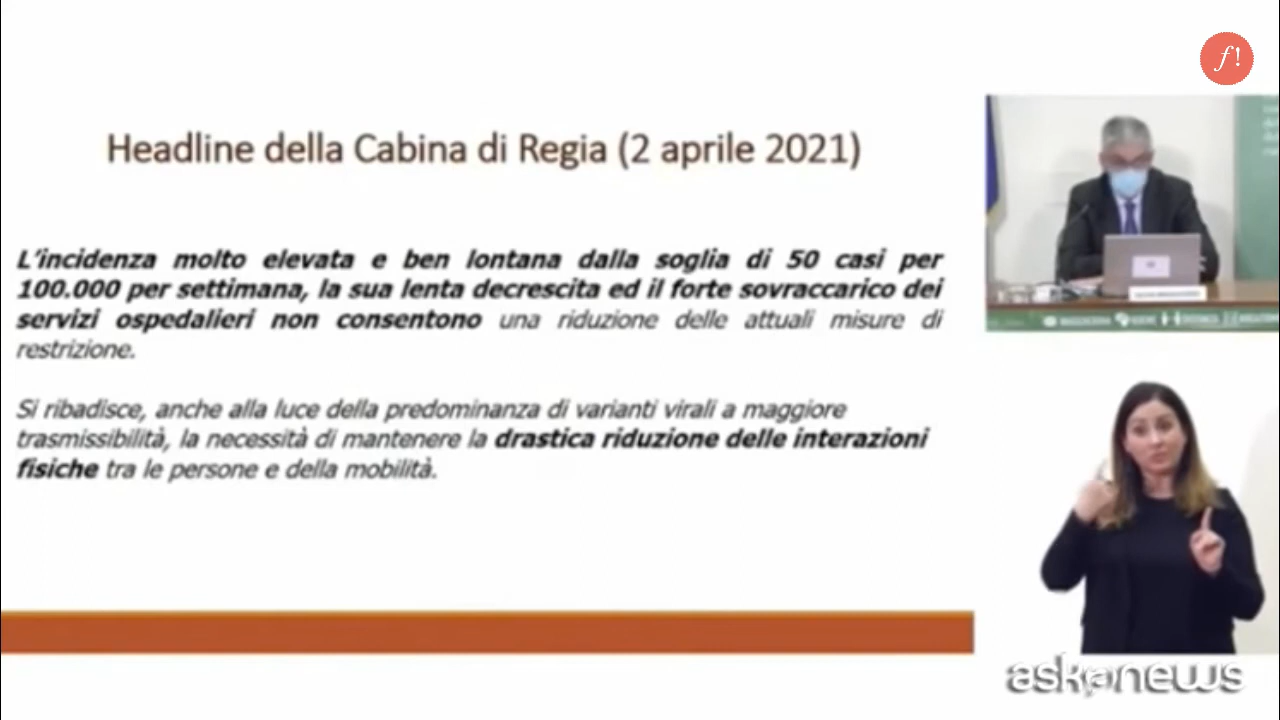 f!
Headline della Cabina di Regia (2 aprile 2021)
L'incidenza molto elevata e ben lontana dalla soglia di 50 casi per
100.000 per settimana, la sua lenta decrescita ed il forte sovraccarico dei
servizi ospedalieri non consentono una riduzione delle attuali misure di
restrizione.
Si ribadisce, anche alla luce della predominanza di varianti virali a maggiore
trasmissibilità, la necessità di mantenere la drastica riduzione delle interazioni
fisiche tra le persone e della mobilità.
askanews